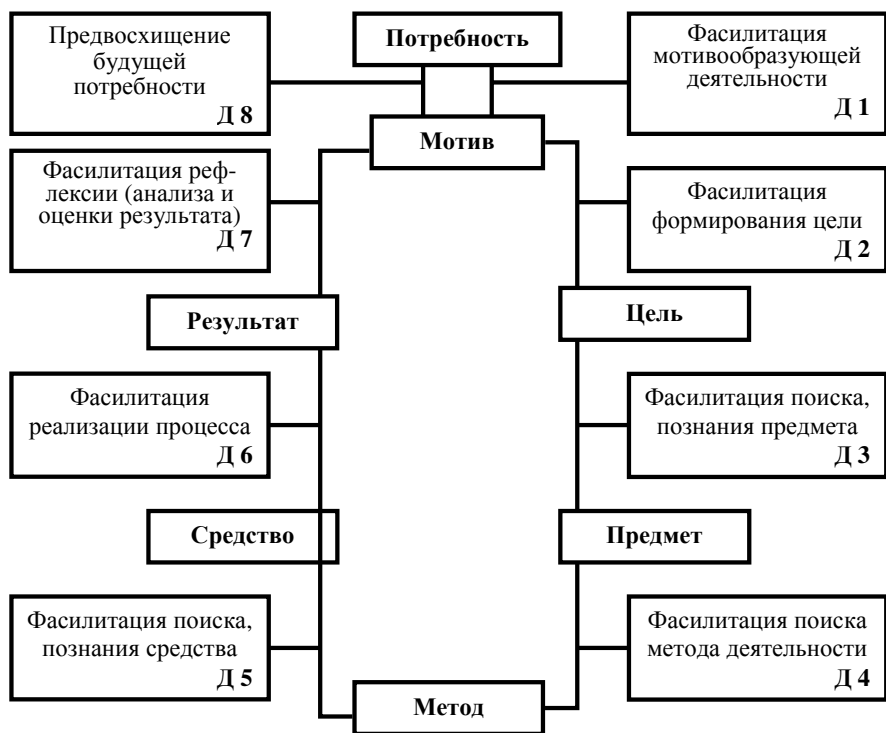 Предвосхищение
будущей
потребности
Д 8
Потребность
Фасилитация
мотивообразующей
деятельности
Д 1
Мотив
Фасилитация реф-
лексии (анализа и
оценки результата)
Д 7
Фасилитация
формирования цели
Д 2
Результат
Цель
Фасилитация
реализации процесса
Д 6
Фасилитация поиска,
познания предмета
Д 3
Средство
Предмет
Фасилитация поиска,
познания средства
Д 5
Фасилитация поиска
метода деятельности
Д 4
Метод